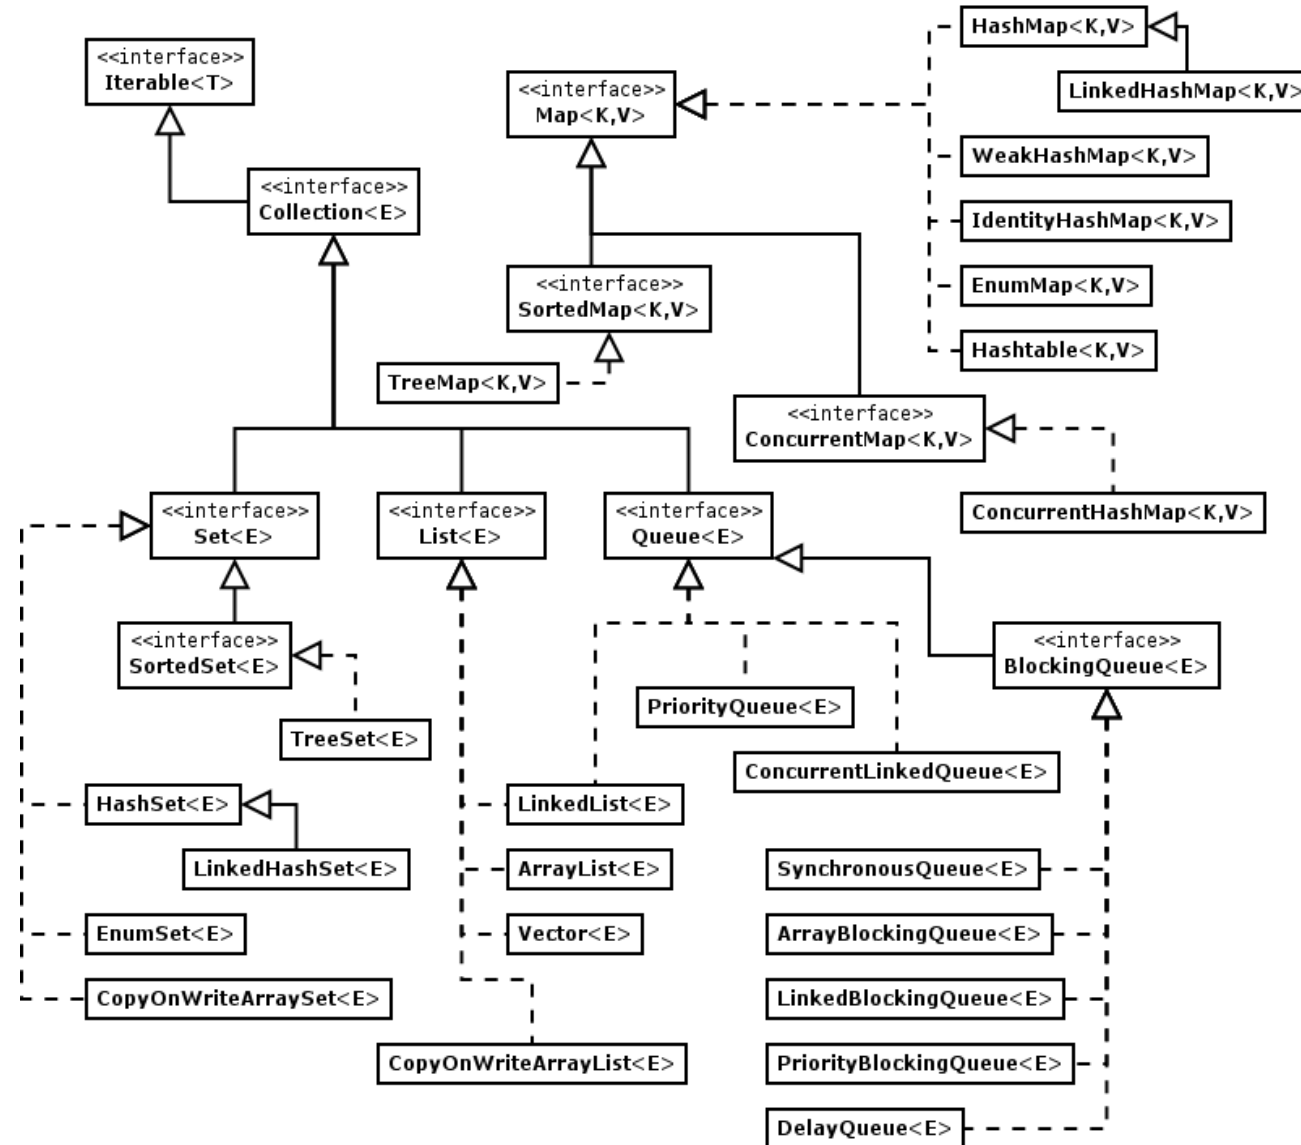 HashMap<K,V>
<<interface>>
Iterable<T>
<<interface>>
Map<K,V>
LinkedHashMap<K,V>
WeakHashMap<K,V>
<<interface>>
Collection<E>
IdentityHashMap<K,V>
<<interface>>
SortedMap<K,V>
EnumMap<K,V>
Hashtable<K,V>
TreeMap<K,V>
<<interface>>
ConcurrentMap<K,V>
<<interface>>
Set<E>
<<interface>>
List<E>
<<interface>>
Queue<E>
ConcurrentHashMap<K,V>
<<interface>>
SortedSet<E>
<<interface>>
BlockingQueue<E>
PriorityQueue<E>
TreeSet<E>
ConcurrentLinkedQueue<E>
HashSet<E>
LinkedList<E>
LinkedHashSet<E>
ArrayList<E>
SynchronousQueue<E>
EnumSet<E>
Vector<E>
ArrayBlockingQueue<E>
CopyOnWriteArraySet<E>
LinkedBlockingQueue<E>
CopyOnWriteArrayList<E>
PriorityBlockingQueue<E>
DelayQueue<E>